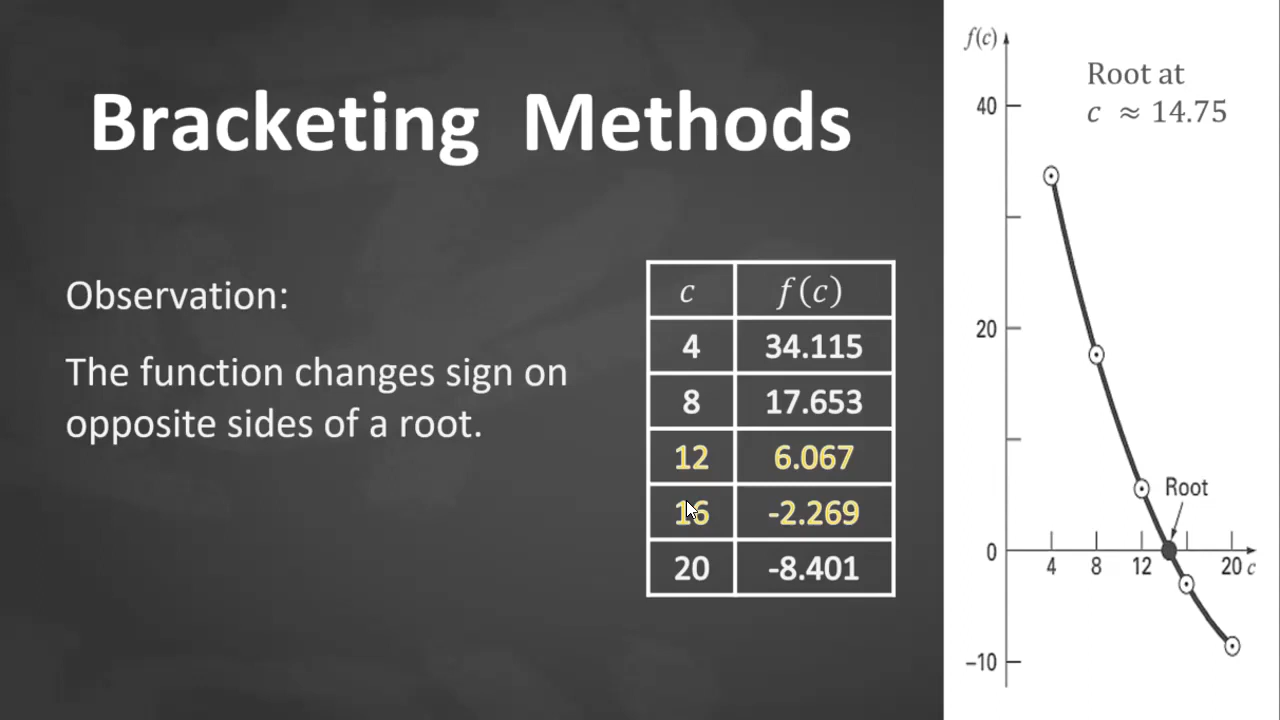 Bracketing Methods
Observation:
The function changes sign on
opposite sides of a root.
c f(c)
4 34.115
8 17.653
12 6.067
16 -2.269
20 -8.401
f(c)
Root at
c ≈ 14.75
40
20
Root
0
4 8 12 20 c
−10